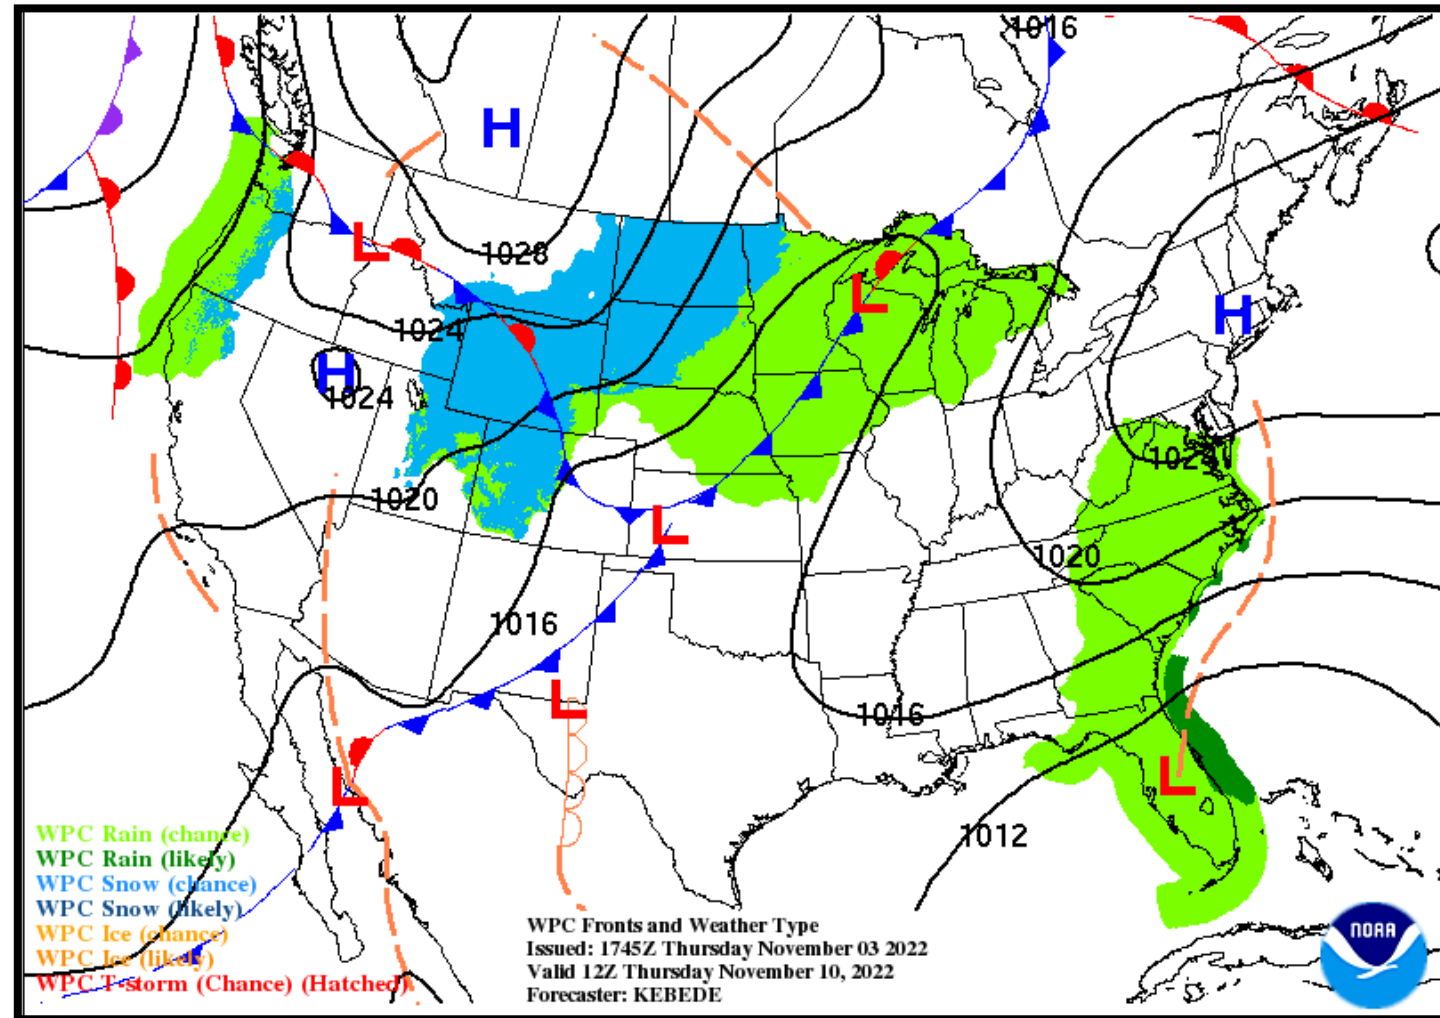 1016
H
1028
L
1024
L
H
H
1024
1024
1020
L
1020
1016
L
1016
L
L
1012
WPC Rain (chance)
WPC Rain (likely)
WPC Snow (chance)
WPC Snow (likely)
WPC Ice (chance)
WPC Ice (likely)
WPC T-storm (Chance) (Hatched)
WPC Fronts and Weather Type
Issued: 1745Z Thursday November 03 2022
Valid 12Z Thursday November 10, 2022
Forecaster: KEBEDE
NOAA